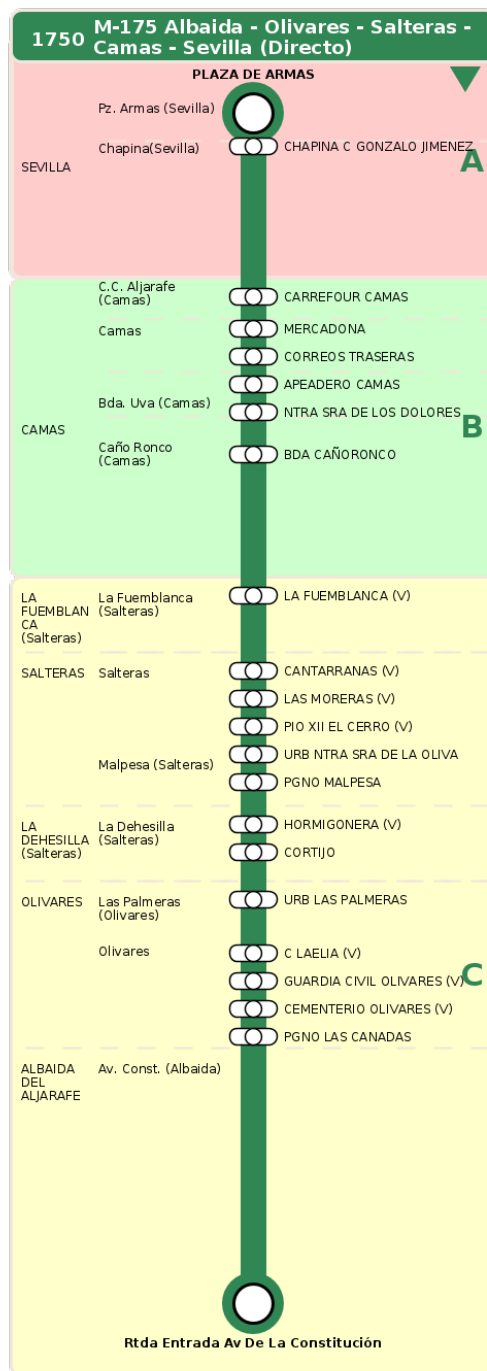 1750 M-175 Albaida - Olivares - Salteras -
Camas - Sevilla (Directo)
PLAZA DE ARMAS
Pz. Armas (Sevilla)
Chapina(Sevilla)
CHAPINA C GONZALO JIMENEZ
SEVILLA
A
C.C. Aljarafe
(Camas)
CARREFOUR CAMAS
Camas
MERCADONA
CORREOS TRASERAS
APEADERO CAMAS
Bda. Uva (Camas)
NTRA SRA DE LOS DOLORES
CAMAS
B
Caño Ronco
(Camas)
BDA CAÑORONCO
LA
FUEMBLAN
CA
(Salteras)
La Fuemblanca
(Salteras)
LA FUEMBLANCA (V)
SALTERAS
Salteras
CANTARRANAS (V)
LAS MORERAS (V)
PIO XII EL CERRO (V)
URB NTRA SRA DE LA OLIVA
Malpesa (Salteras)
PGNO MALPESA
LA
DEHESILLA
(Salteras)
La Dehesilla
(Salteras)
HORMIGONERA (V)
CORTIJO
OLIVARES
Las Palmeras
(Olivares)
URB LAS PALMERAS
Olivares
C LAELIA (V)
GUARDIA CIVIL OLIVARES (V)
C
CEMENTERIO OLIVARES (V)
PGNO LAS CANADAS
ALBAIDA
DEL
ALJARAFE
Av. Const. (Albaida)
Rtda Entrada Av De La Constitución